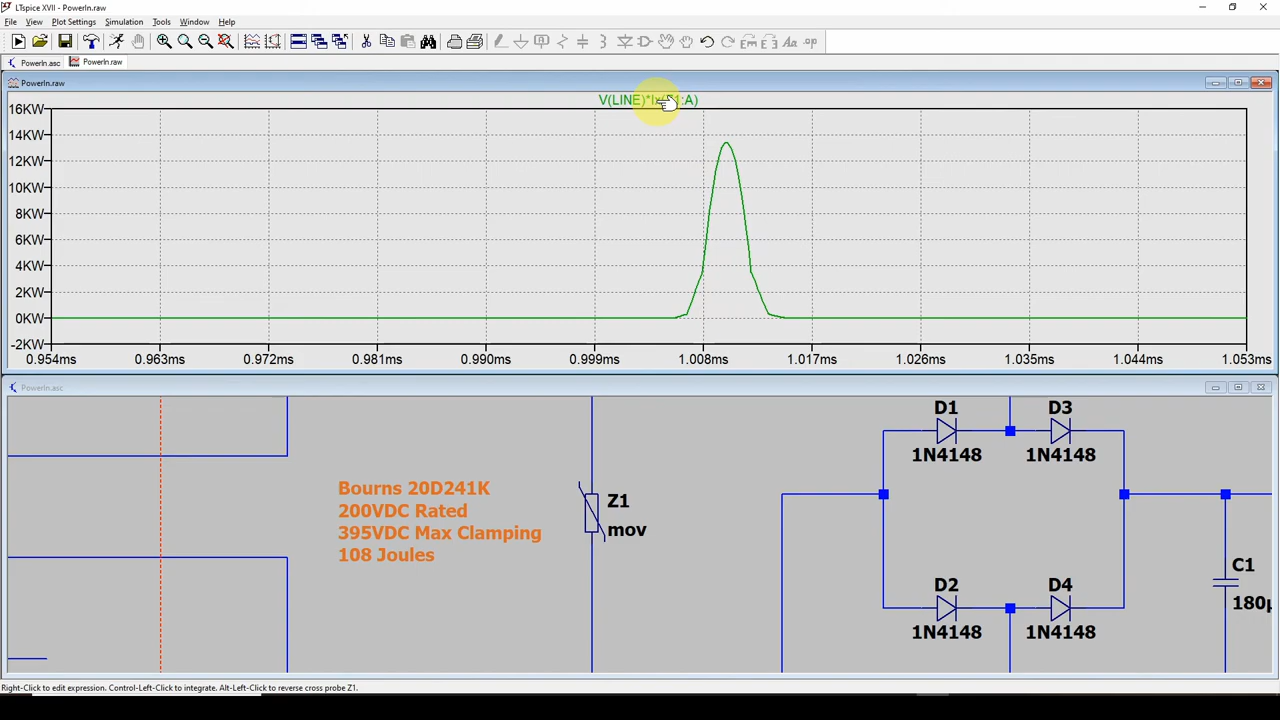 LTspice XVII - PowerIn.raw
File View Plot Settings Simulation Tools Window Help
PowerIn.asc PowerIn.raw
PowerIn.raw
16KW
14KW
12KW
10KW
8KW
6KW
4KW
2KW
0KW
-2KW
0.954ms 0.963ms 0.972ms 0.981ms 0.990ms 0.999ms 1.008ms 1.017ms 1.026ms 1.035ms 1.044ms 1.053ms
PowerIn.asc
Bourns 20D241K
200VDC Rated
395VDC Max Clamping
108 Joules
Z1
mov
D1
1N4148
D3
1N4148
D2
1N4148
D4
1N4148
C1
Right-Click to edit expression. Control-Left-Click to integrate. Alt-Left-Click to reverse cross probe Z1.